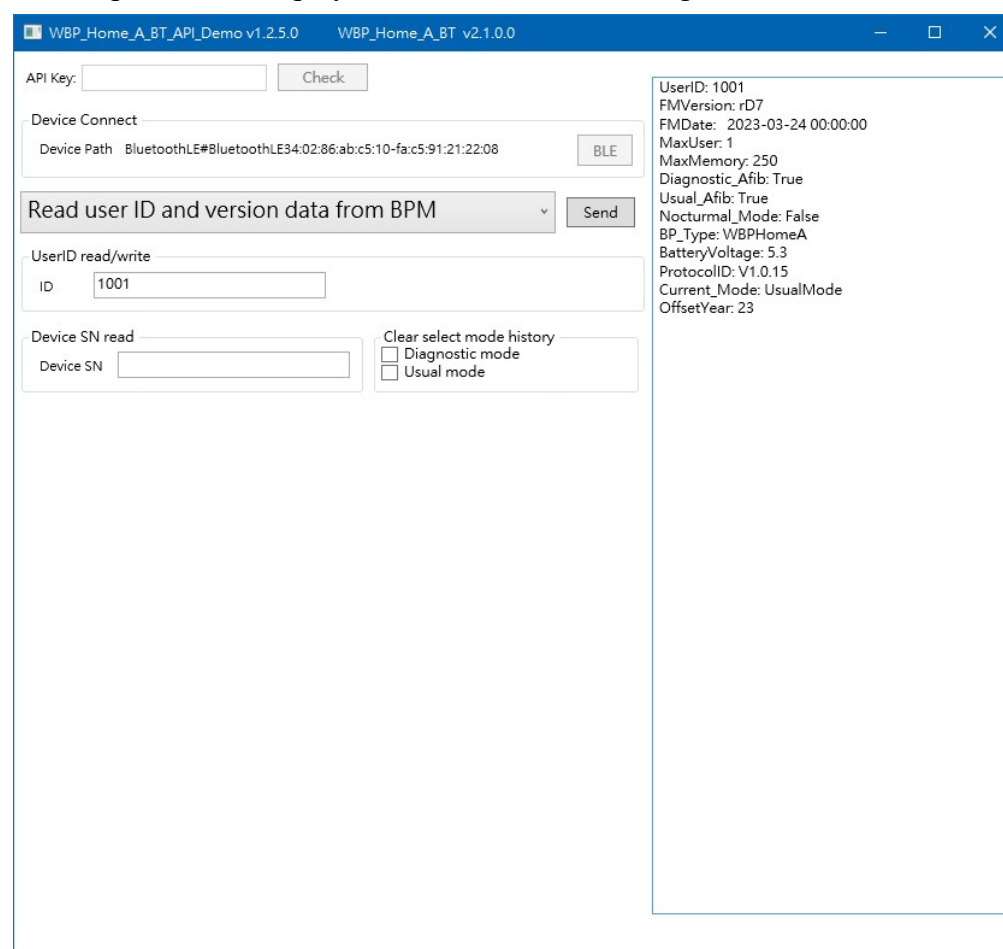 WBP_Home_A_BT_API_Demo v1.2.5.0 WBP_Home_A_BT v2.1.0.0
API Key: Check
Device Connect
Device Path BluetoothLE#BluetoothLE34:02:86:ab:c5:10-fa:c5:91:21:22:08 BLE
Read user ID and version data from BPM Send
UserID read/write
ID 1001
Device SN read
Device SN
Clear select mode history
Diagnostic mode
Usual mode
UserID: 1001
FMVersion: rD7
FMDate: 2023-03-24 00:00:00
MaxUser: 1
MaxMemory: 250
Diagnostic_Afib: True
Usual_Afib: True
Nocturmal_Mode: False
BP_Type: WBPHomeA
BatteryVoltage: 5.3
ProtocolID: V1.0.15
Current_Mode: UsualMode
OffsetYear: 23